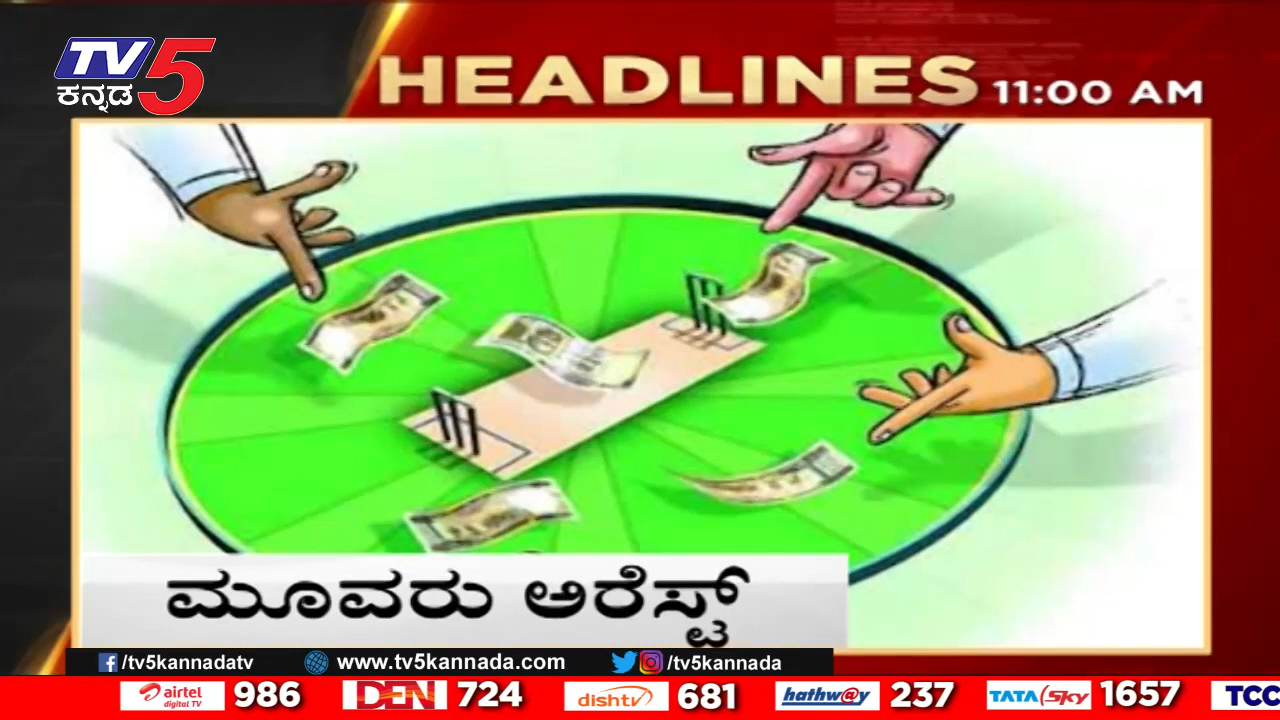 TV5
ಕನ್ನಡ
HEADLINES 11:00 AM
ಮೂವರು ಅರೆಸ್ಟ್
/tv5kannadatv www.tv5kannada.com /tv5kannada
airtel digital TV 986 DEN 724 dishtv 681 hathw@y 237 TATA Sky 1657 TCC